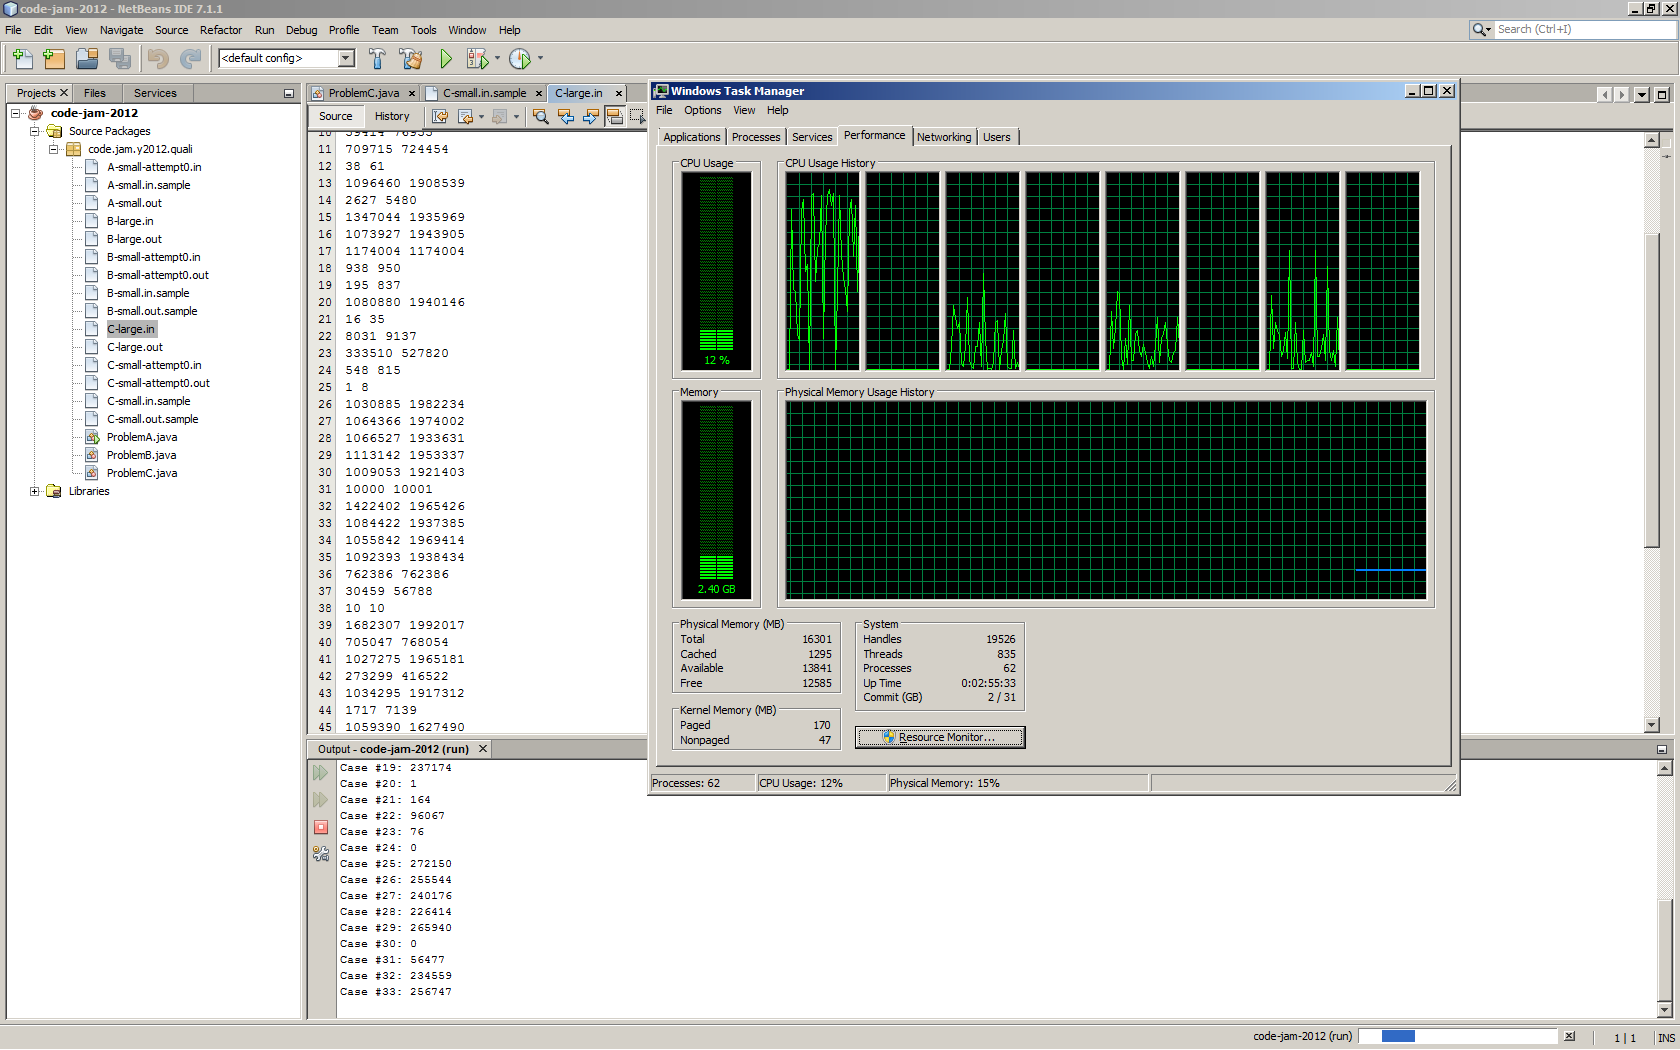 code-jam-2012 - NetBeans IDE 7.1.1
File Edit View Navigate Source Refactor Run Debug Profile Team Tools Window Help
Search (Ctrl+I)
<default config>
Projects Files Services
code-jam-2012
Source Packages
code.jam.y2012.quali
A-small-attempt0.in
A-small.in.sample
A-small.out
B-large.in
B-large.out
B-small-attempt0.in
B-small-attempt0.out
B-small.in.sample
B-small.out.sample
C-large.in
C-large.out
C-small-attempt0.in
C-small-attempt0.out
C-small.in.sample
C-small.out.sample
ProblemA.java
ProblemB.java
ProblemC.java
Libraries
ProblemC.java C-small.in.sample C-large.in
Source History
10 39414 76955
11 709715 724454
12 38 61
13 1096460 1908539
14 2627 5480
15 1347044 1935969
16 1073927 1943905
17 1174004 1174004
18 938 950
19 195 837
20 1080880 1940146
21 16 35
22 8031 9137
23 333510 527820
24 548 815
25 1 8
26 1030885 1982234
27 1064366 1974002
28 1066527 1933631
29 1113142 1953337
30 1009053 1921403
31 10000 10001
32 1422402 1965426
33 1084422 1937385
34 1055842 1969414
35 1092393 1938434
36 762386 762386
37 30459 56788
38 10 10
39 1682307 1992017
40 705047 768054
41 1027275 1965181
42 273299 416522
43 1034295 1917312
44 1717 7139
45 1059390 1627490
Windows Task Manager
File Options View Help
Applications Processes Services Performance Networking Users
CPU Usage
12 %
CPU Usage History
Memory
2.40 GB
Physical Memory Usage History
Physical Memory (MB)
Total 16301
Cached 1295
Available 13841
Free 12585
Kernel Memory (MB)
Paged 170
Nonpaged 47
System
Handles 19526
Threads 835
Processes 62
Up Time 0:02:55:33
Commit (GB) 2 / 31
Resource Monitor...
Processes: 62 CPU Usage: 12% Physical Memory: 15%
Output - code-jam-2012 (run)
Case #19: 237174
Case #20: 1
Case #21: 164
Case #22: 96067
Case #23: 76
Case #24: 0
Case #25: 272150
Case #26: 255544
Case #27: 240176
Case #28: 226414
Case #29: 265940
Case #30: 0
Case #31: 56477
Case #32: 234559
Case #33: 256747
code-jam-2012 (run)
1 | 1 INS